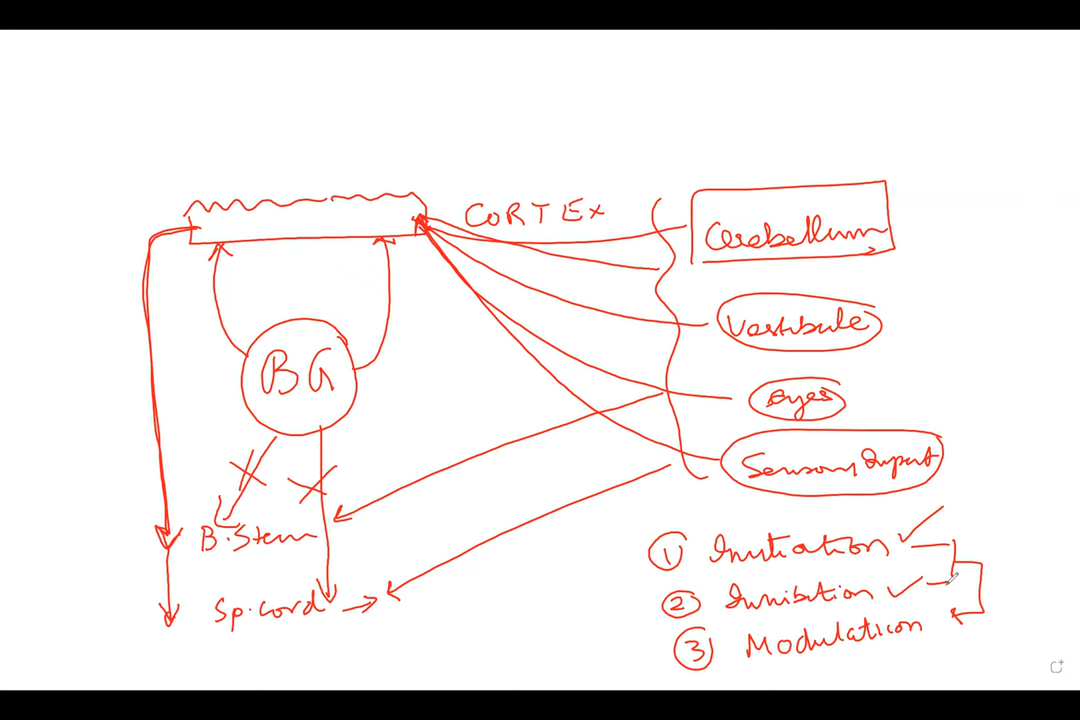 CORTEX
Cerebellum
Vestibule
BG
Eyes
Sensory Input
B. Stem
① Initiation ✓
Sp. cord
② Inhibition ✓
③ Modulation